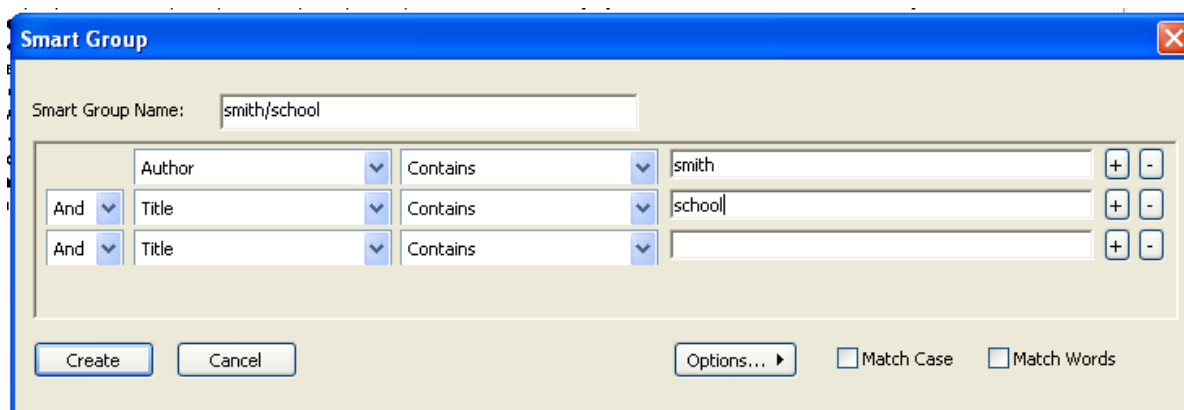 Smart Group
Smart Group Name: smith/school
Author Contains smith + -
And Title Contains school + -
And Title Contains + -
Create Cancel Options... Match Case Match Words